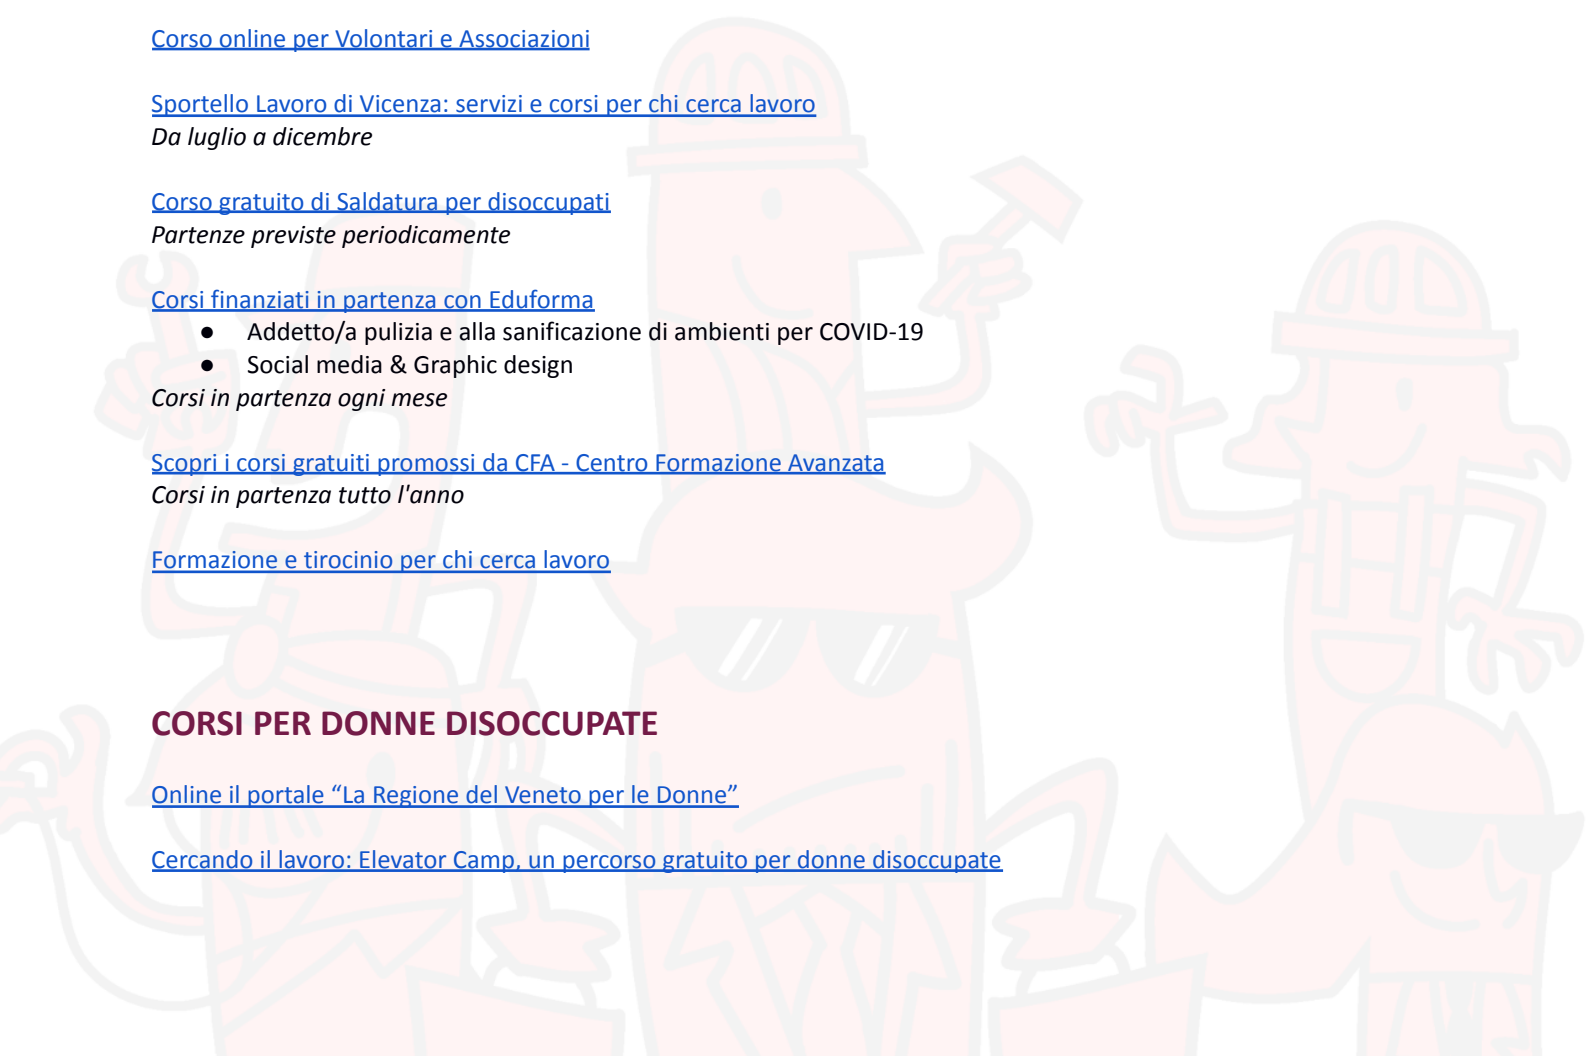 Corso online per Volontari e Associazioni
Sportello Lavoro di Vicenza: servizi e corsi per chi cerca lavoro
Da luglio a dicembre
Corso gratuito di Saldatura per disoccupati
Partenze previste periodicamente
Corsi finanziati in partenza con Eduforma
● Addetto/a pulizia e alla sanificazione di ambienti per COVID-19
● Social media & Graphic design
Corsi in partenza ogni mese
Scopri i corsi gratuiti promossi da CFA - Centro Formazione Avanzata
Corsi in partenza tutto l'anno
Formazione e tirocinio per chi cerca lavoro
CORSI PER DONNE DISOCCUPATE
Online il portale “La Regione del Veneto per le Donne”
Cercando il lavoro: Elevator Camp, un percorso gratuito per donne disoccupate